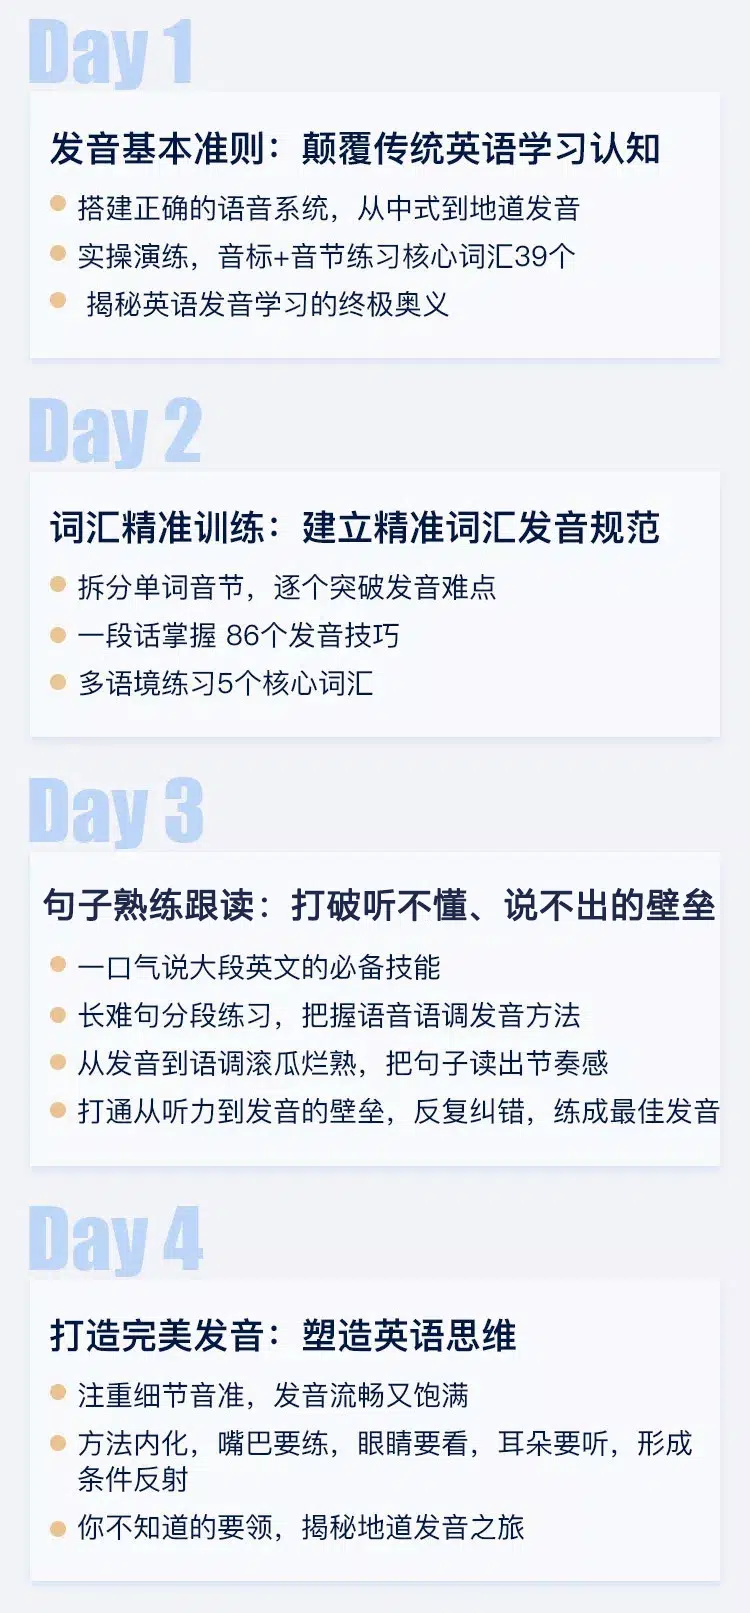 Day 1
发音基本准则：颠覆传统英语学习认知
搭建正确的语音系统，从中式到地道发音
实操演练，音标+音节练习核心词汇39个
揭秘英语发音学习的终极奥义
Day 2
词汇精准训练：建立精准词汇发音规范
拆分单词音节，逐个突破发音难点
一段话掌握 86个发音技巧
多语境练习5个核心词汇
Day 3
句子熟练跟读：打破听不懂、说不出的壁垒
一口气说大段英文的必备技能
长难句分段练习，把握语音语调发音方法
从发音到语调滚瓜烂熟，把句子读出节奏感
打通从听力到发音的壁垒，反复纠错，练成最佳发音
Day 4
打造完美发音：塑造英语思维
注重细节音准，发音流畅又饱满
方法内化，嘴巴要练，眼睛要看，耳朵要听，形成
条件反射
你不知道的要领，揭秘地道发音之旅